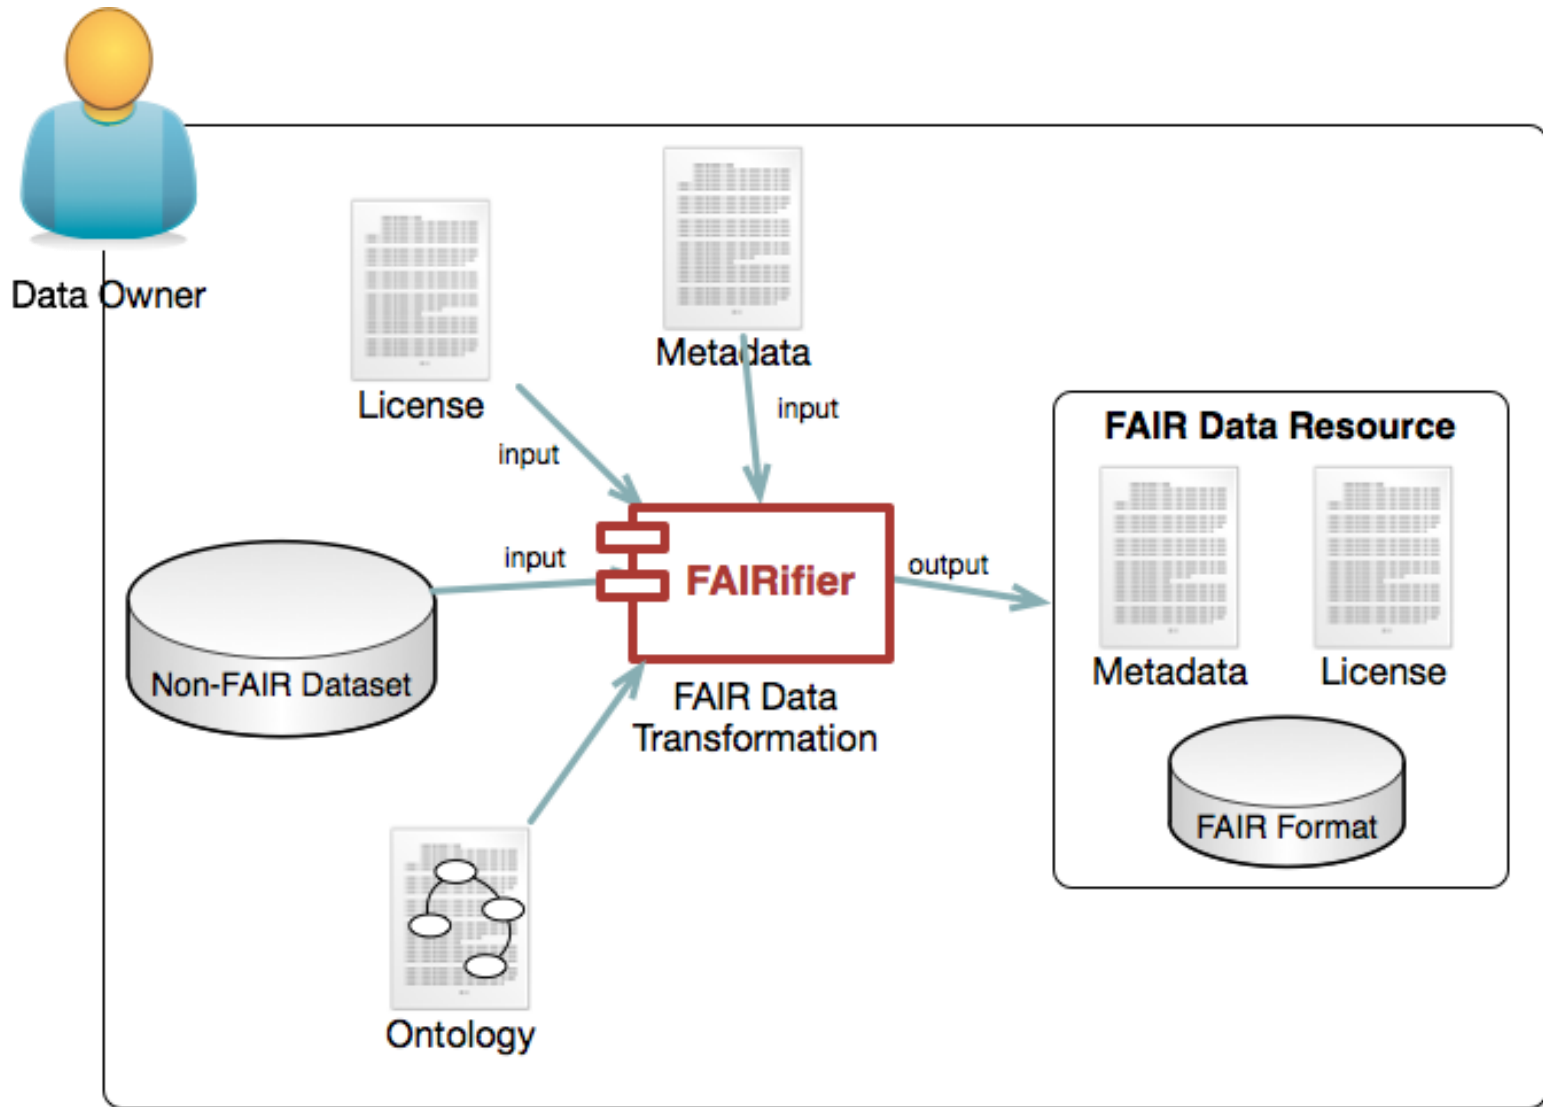 Data Owner
License
Metadata
input
input
input
Non-FAIR Dataset
FAIRifier
FAIR Data
Transformation
output
Ontology
FAIR Data Resource
Metadata
License
FAIR Format